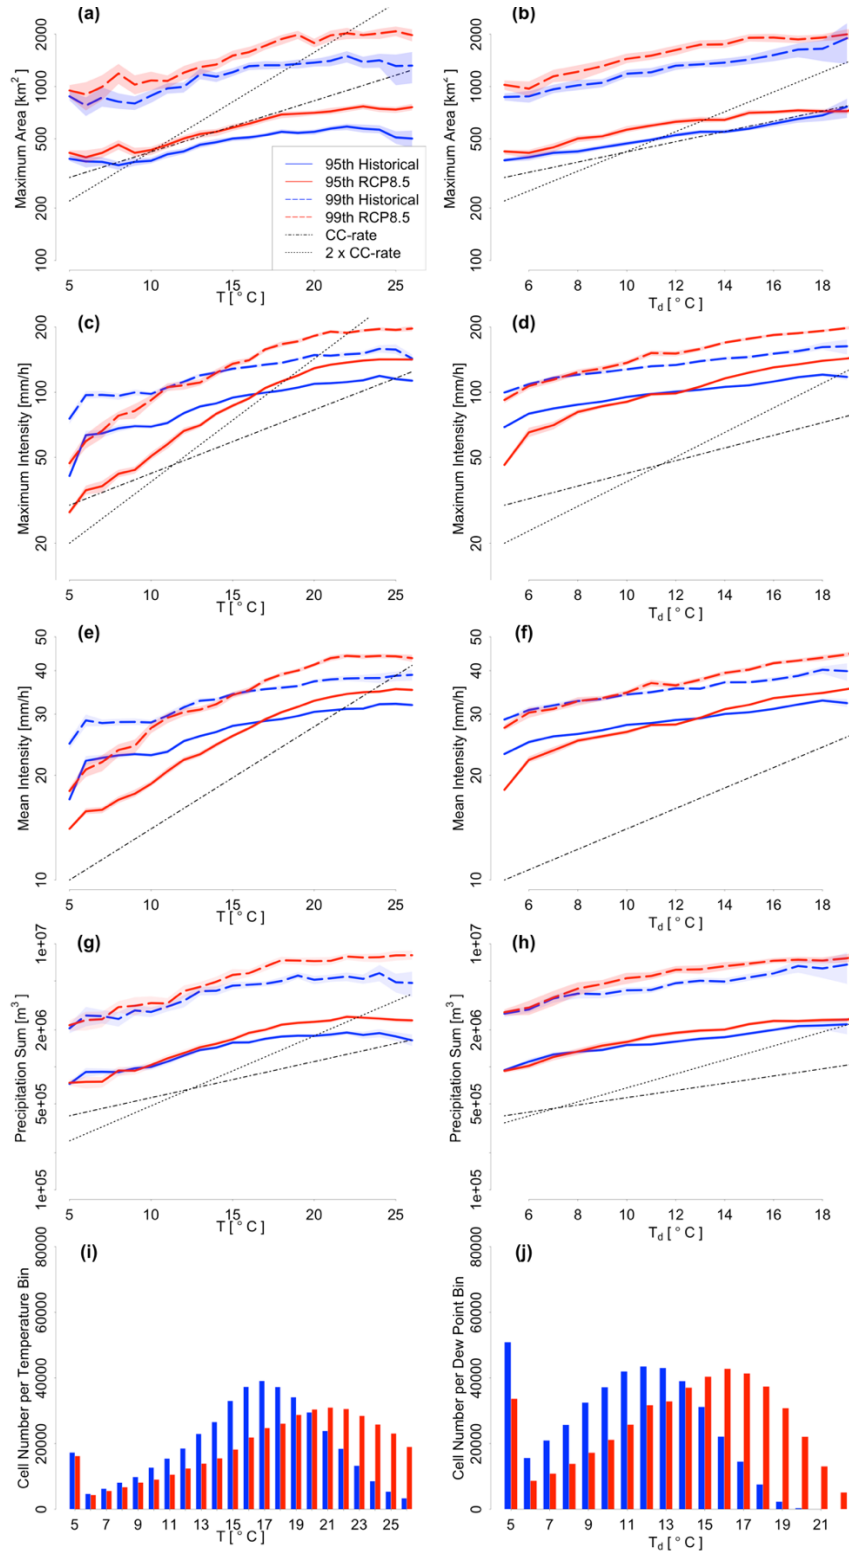 (a)
Maximum Area [km²]
2000
1000
500
200
100
5 10 15 20 25
T [ ° C ]
95th Historical
95th RCP8.5
99th Historical
99th RCP8.5
CC-rate
2 x CC-rate
(b)
Maximum Area [km²]
2000
1000
500
200
100
6 8 10 12 14 16 18
T_d [ ° C ]
(c)
Maximum Intensity [mm/h]
200
100
50
20
5 10 15 20 25
T [ ° C ]
(d)
Maximum Intensity [mm/h]
200
100
50
20
6 8 10 12 14 16 18
T_d [ ° C ]
(e)
Mean Intensity [mm/h]
50
40
30
20
10
5 10 15 20 25
T [ ° C ]
(f)
Mean Intensity [mm/h]
50
40
30
20
10
6 8 10 12 14 16 18
T_d [ ° C ]
(g)
Precipitation Sum [m³]
1e+07
2e+06
5e+05
1e+05
5 10 15 20 25
T [ ° C ]
(h)
Precipitation Sum [m³]
1e+07
2e+06
5e+05
1e+05
6 8 10 12 14 16 18
T_d [ ° C ]
(i)
Cell Number per Temperature Bin
80000
60000
40000
20000
0
5 7 9 11 13 15 17 19 21 23 25
T [ ° C ]
(j)
Cell Number per Dew Point Bin
80000
60000
40000
20000
0
5 7 9 11 13 15 17 19 21
T_d [ ° C ]